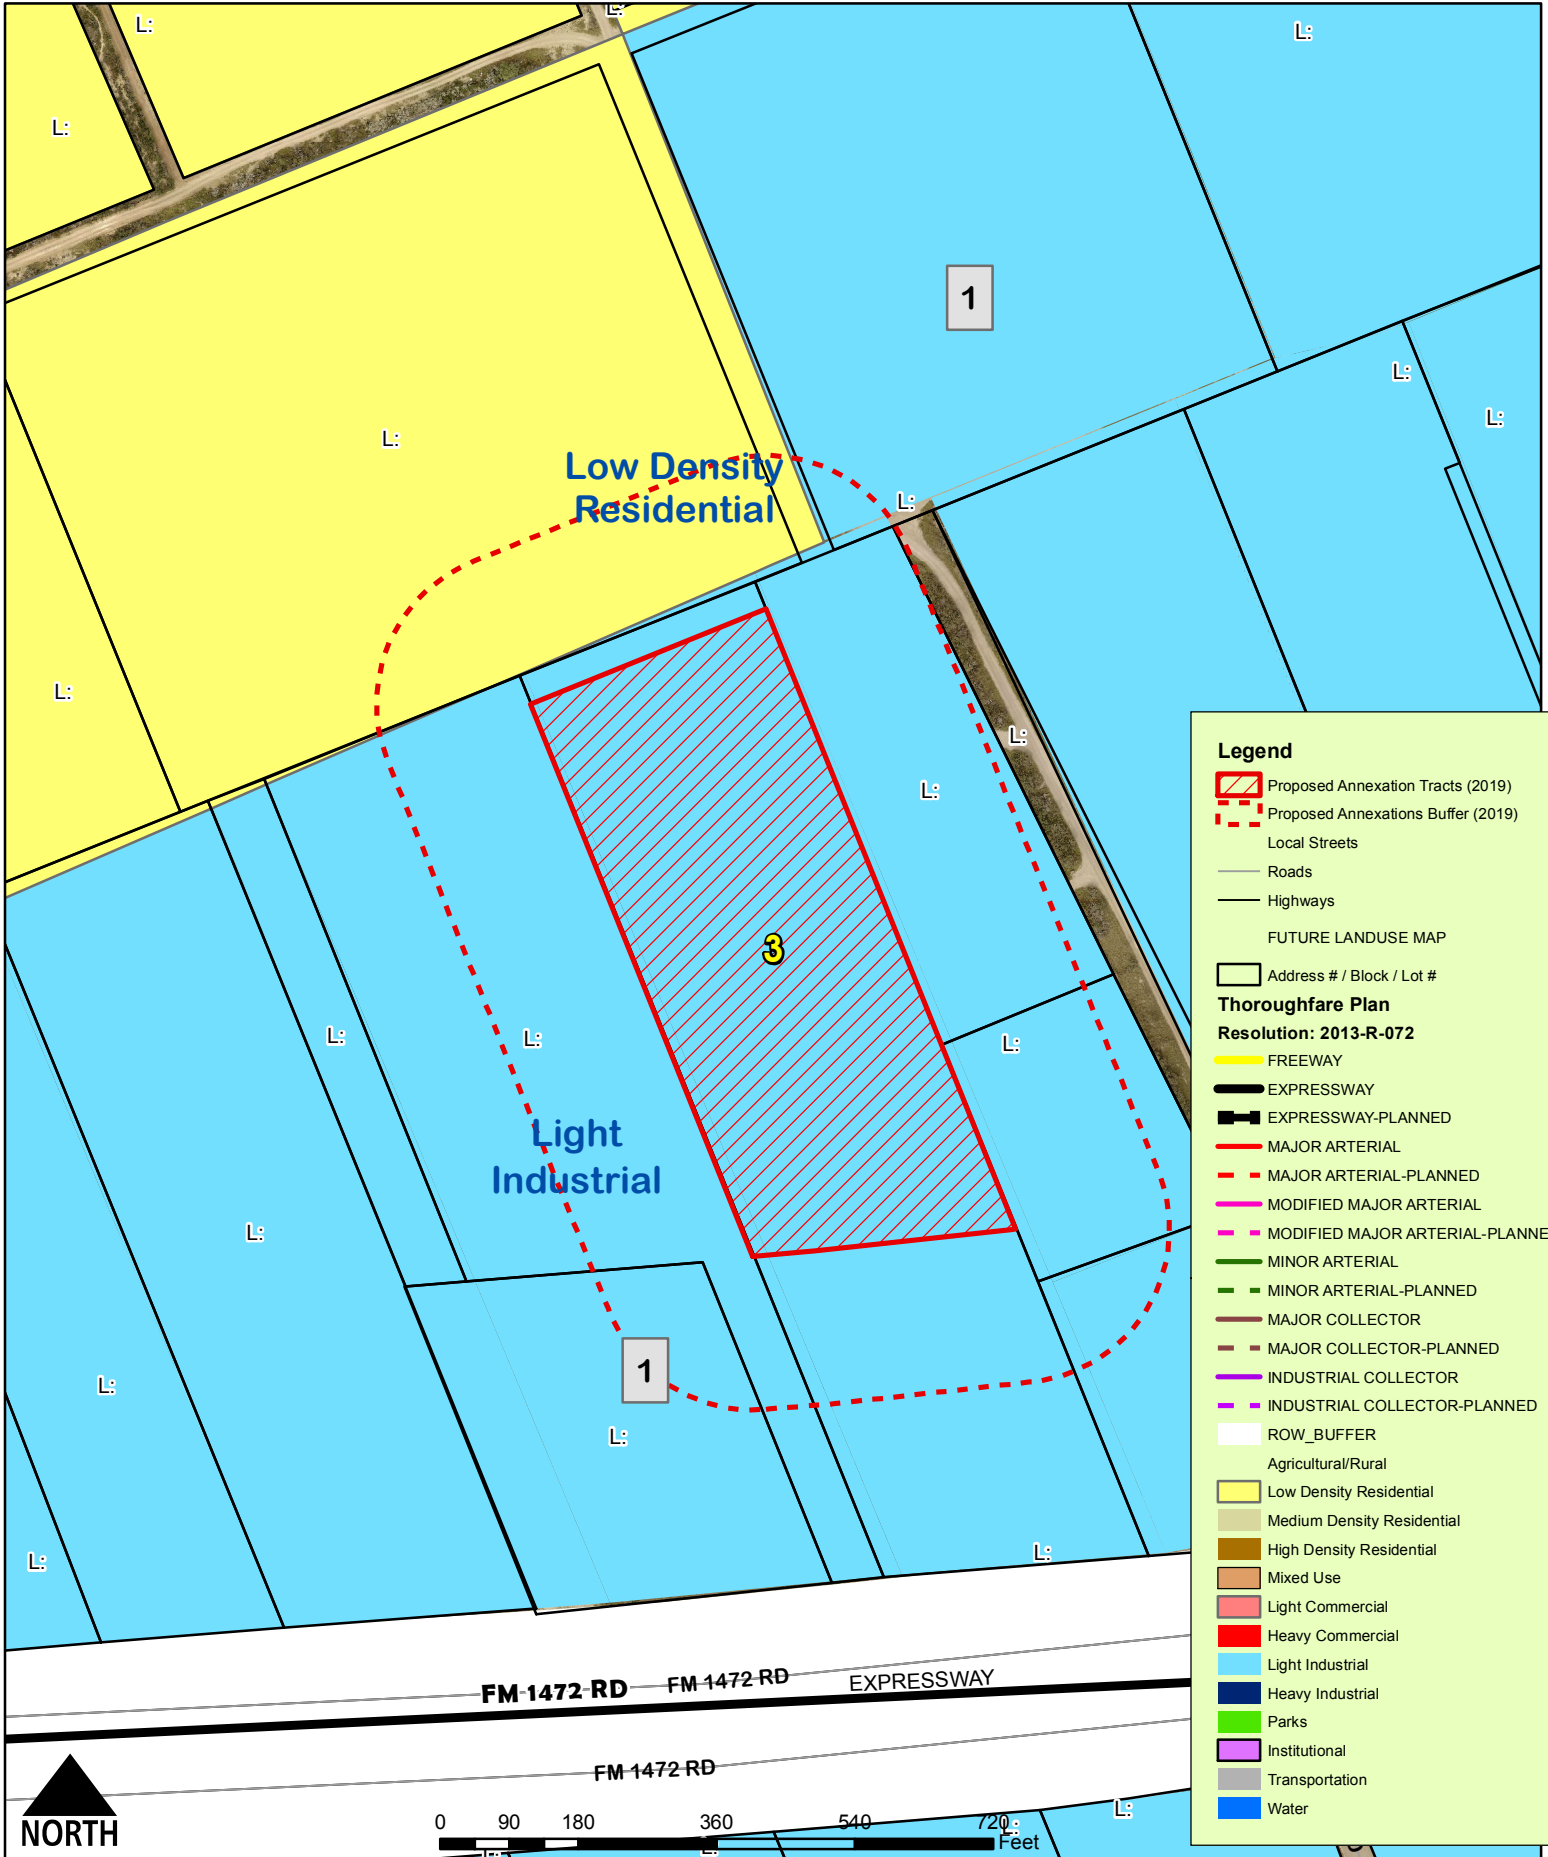 L:
L:
L:
L:
1
L:
L:
L:
Low Density
Residential
L:
L:
L:
L:
3
L:
L:
L:
Light
Industrial
L:
1
L:
L:
L:
L:
FM 1472 RD
FM 1472 RD
EXPRESSWAY
FM 1472 RD
NORTH
0 90 180 360 540 720
Feet
L:
L:
L:
L:
Legend
Proposed Annexation Tracts (2019)
Proposed Annexations Buffer (2019)
Local Streets
Roads
Highways
FUTURE LANDUSE MAP
Address # / Block / Lot #
Thoroughfare Plan
Resolution: 2013-R-072
FREEWAY
EXPRESSWAY
EXPRESSWAY-PLANNED
MAJOR ARTERIAL
MAJOR ARTERIAL-PLANNED
MODIFIED MAJOR ARTERIAL
MODIFIED MAJOR ARTERIAL-PLANNE
MINOR ARTERIAL
MINOR ARTERIAL-PLANNED
MAJOR COLLECTOR
MAJOR COLLECTOR-PLANNED
INDUSTRIAL COLLECTOR
INDUSTRIAL COLLECTOR-PLANNED
ROW_BUFFER
Agricultural/Rural
Low Density Residential
Medium Density Residential
High Density Residential
Mixed Use
Light Commercial
Heavy Commercial
Light Industrial
Heavy Industrial
Parks
Institutional
Transportation
Water